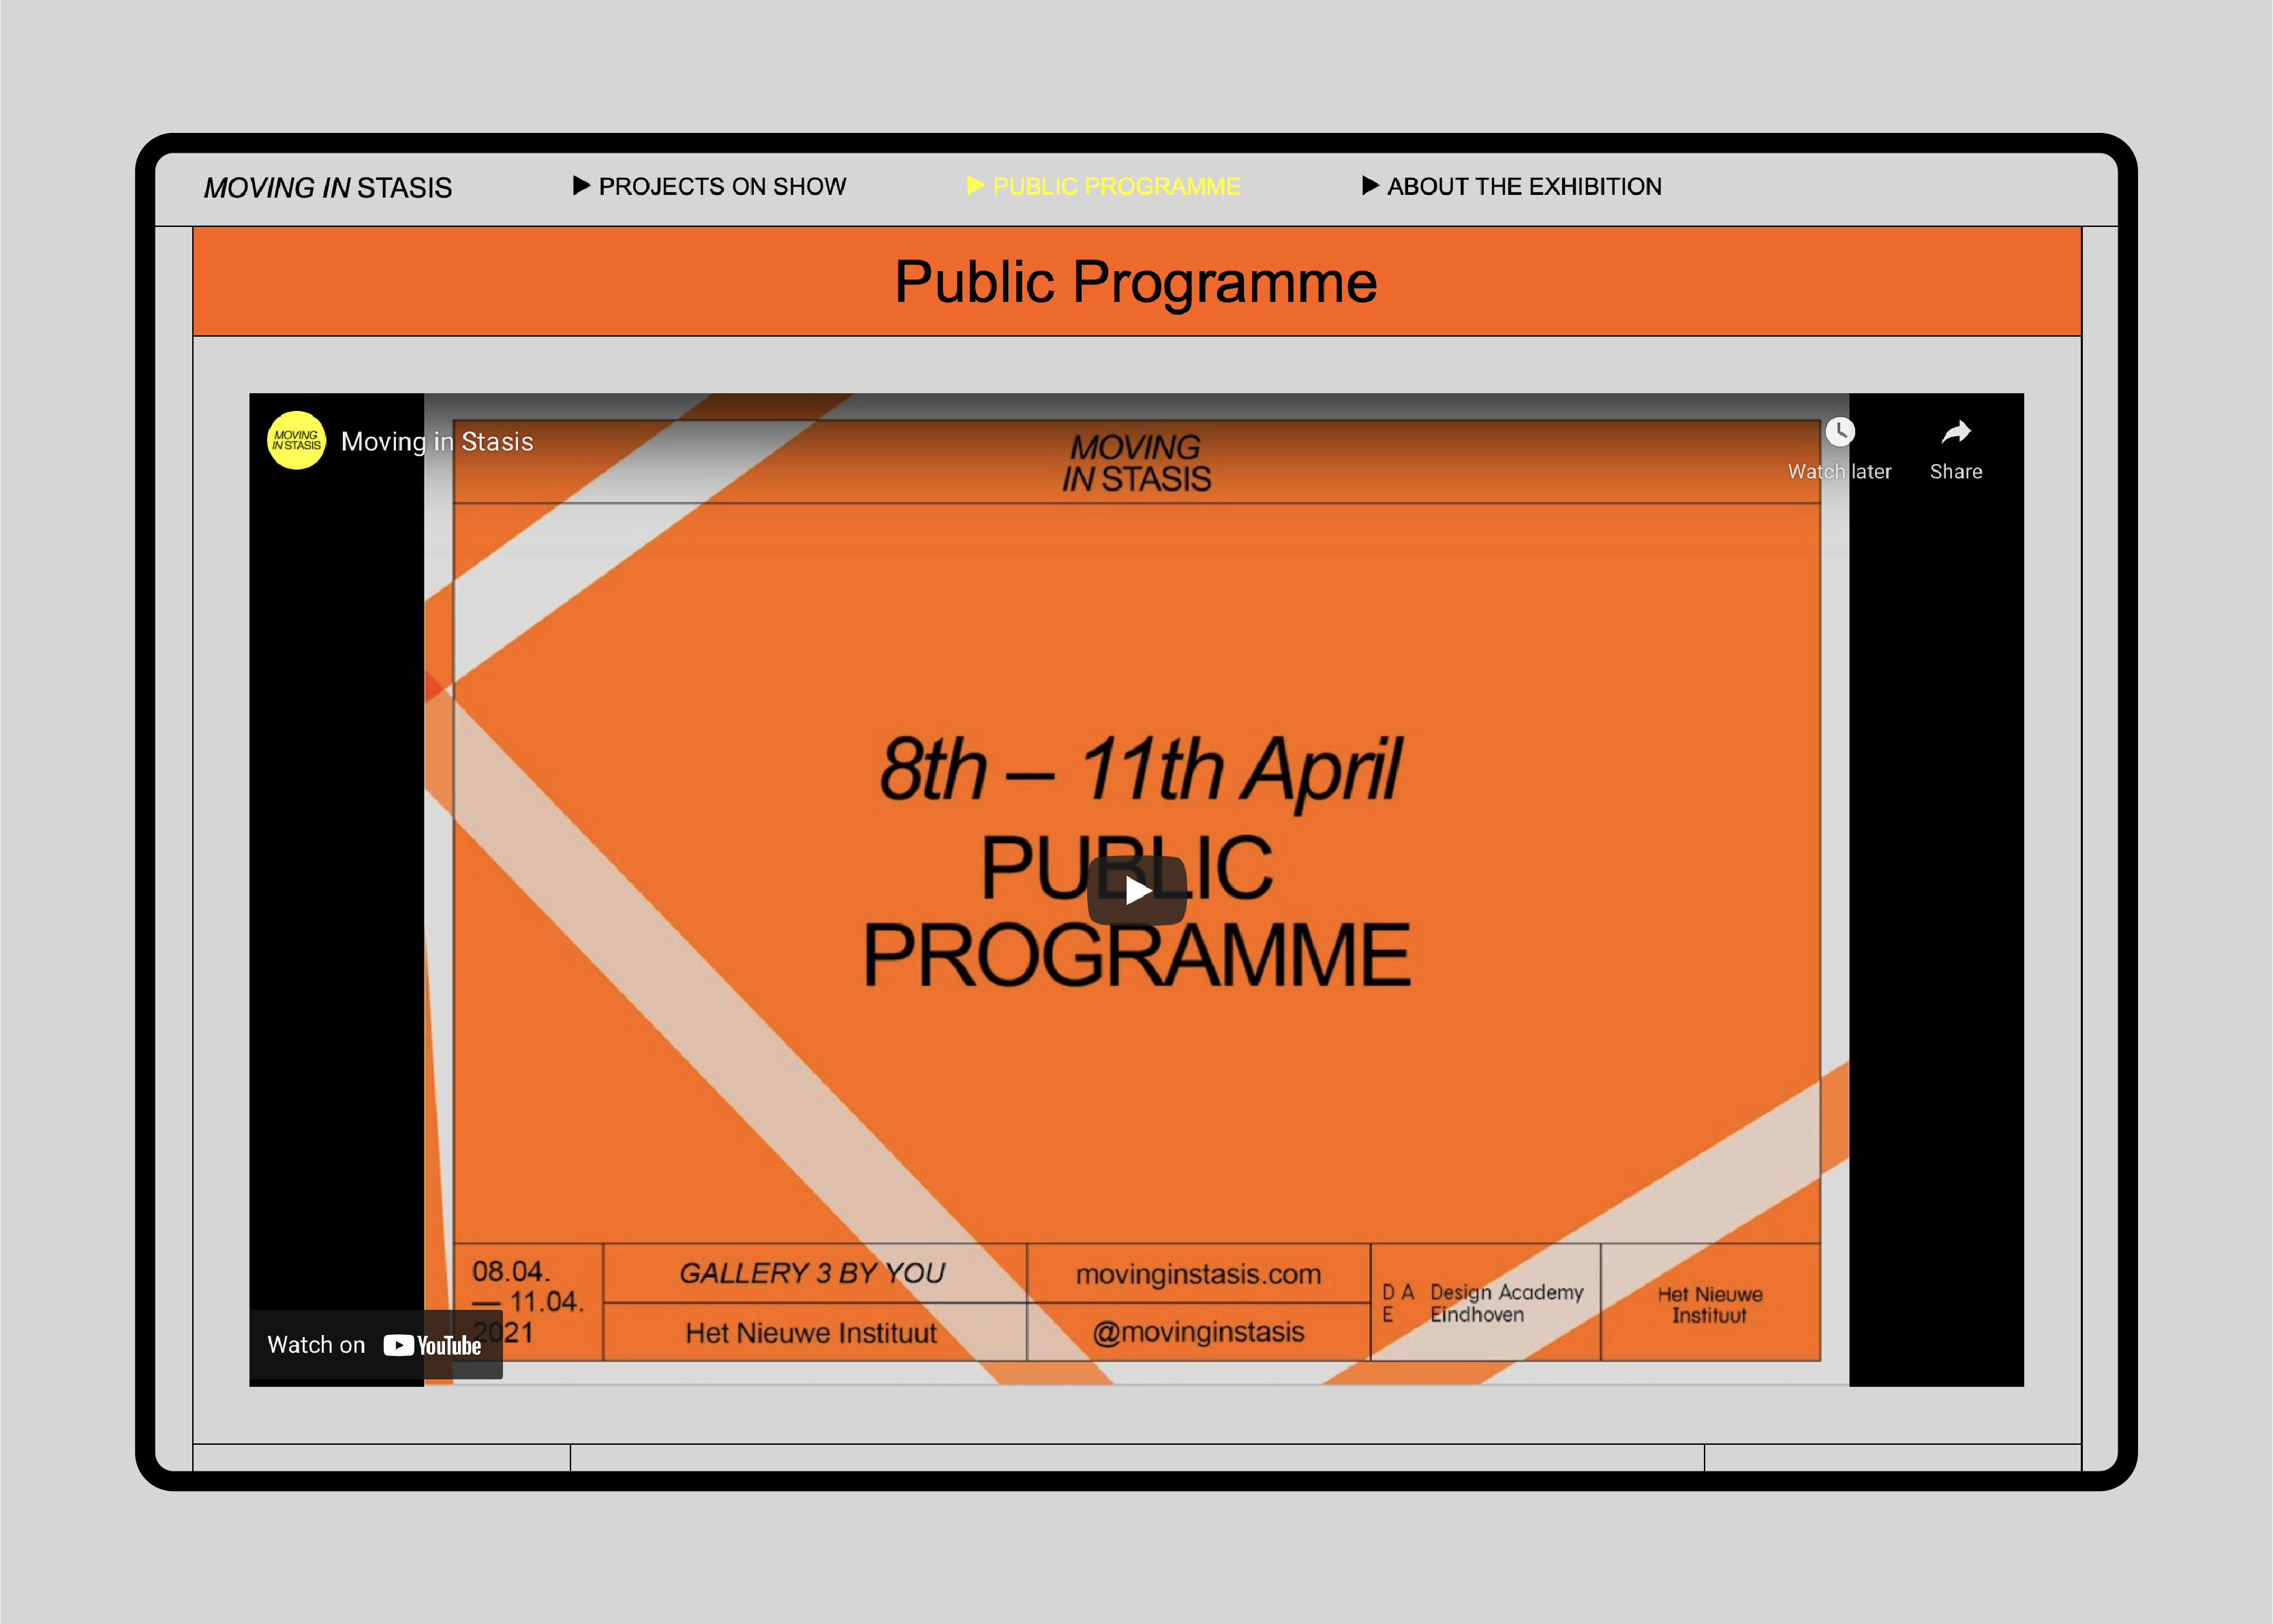 MOVING IN STASIS
PROJECTS ON SHOW
PUBLIC PROGRAMME
ABOUT THE EXHIBITION
Public Programme
MOVING
IN STASIS
Moving in Stasis
MOVING
IN STASIS
Watch later
Share
8th – 11th April
PUBLIC
PROGRAMME
08.04.
— 11.04.
2021
GALLERY 3 BY YOU
Het Nieuwe Instituut
movinginstasis.com
@movinginstasis
D A
E
Design Academy
Eindhoven
Het Nieuwe
Instituut
Watch on YouTube